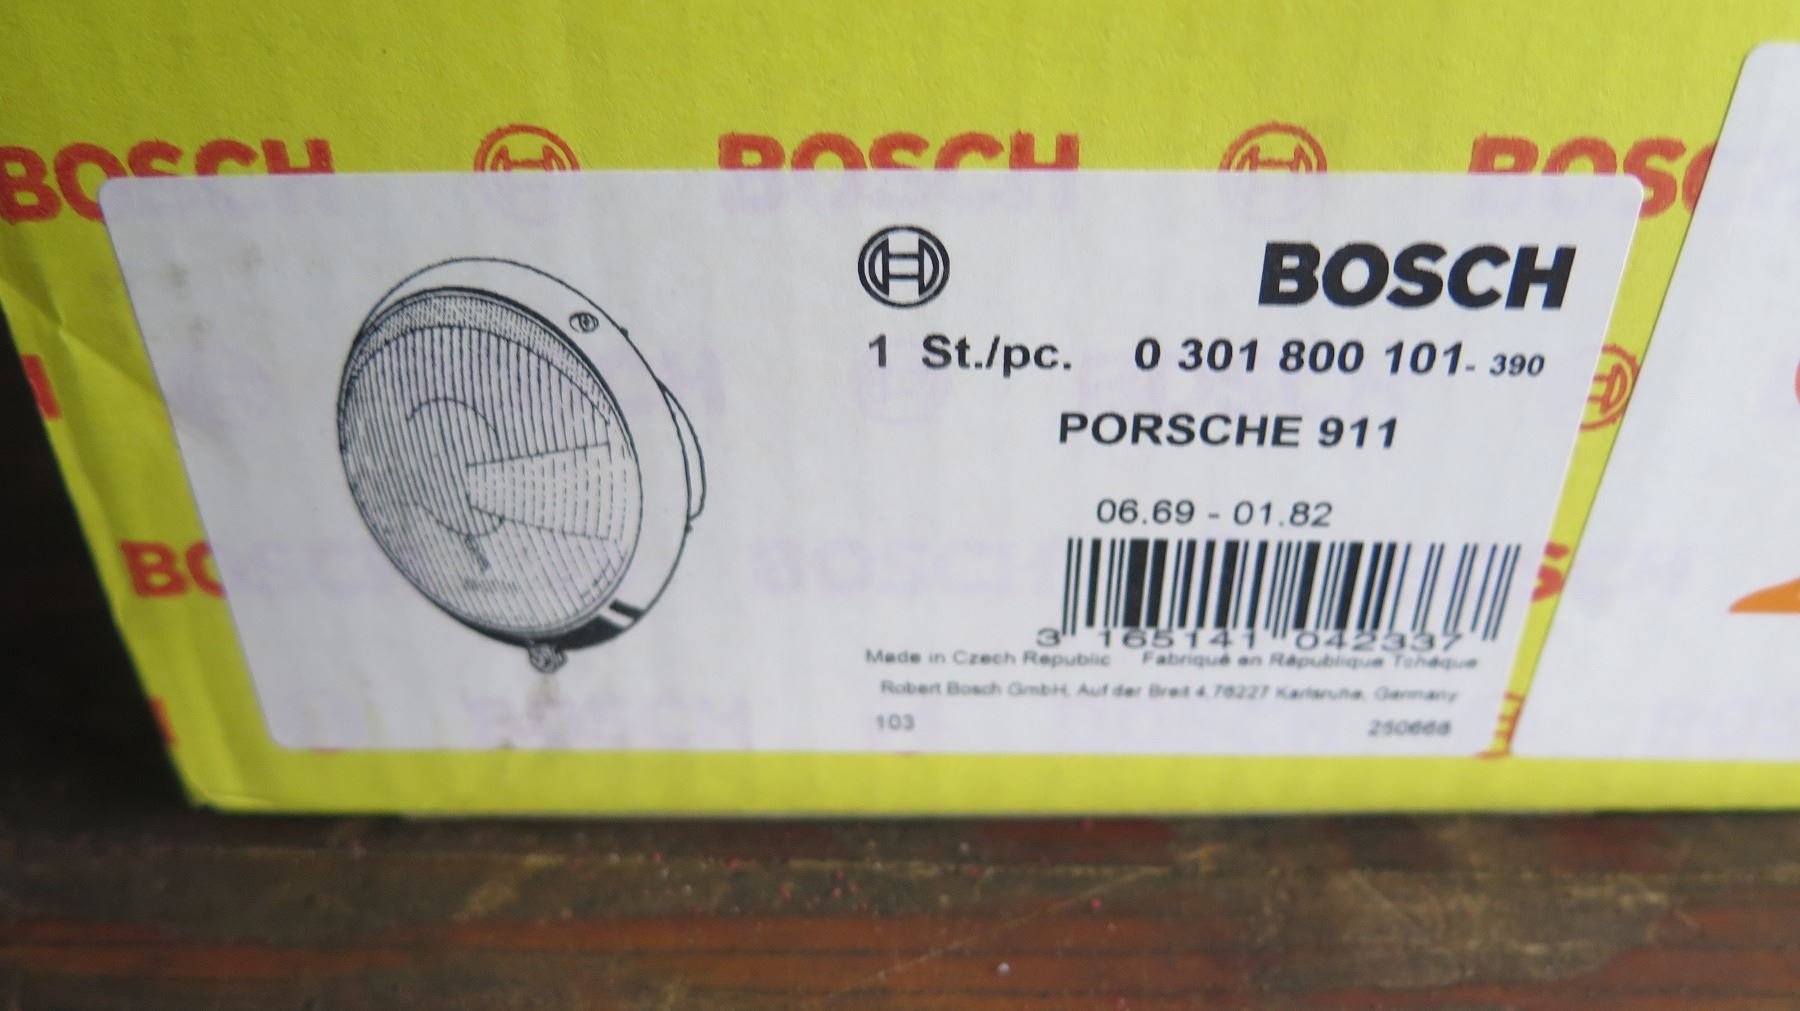 BOSCH BOSCH BOSC
BOSCH
1 St./pc. 0 301 800 101- 390
PORSCHE 911
06.69 - 01.82
3 165141 042337
Made in Czech Republic Fabriqué en République Tchèque
Robert Bosch GmbH, Auf der Breit 4, 76227 Karlsruhe, Germany
103 250668